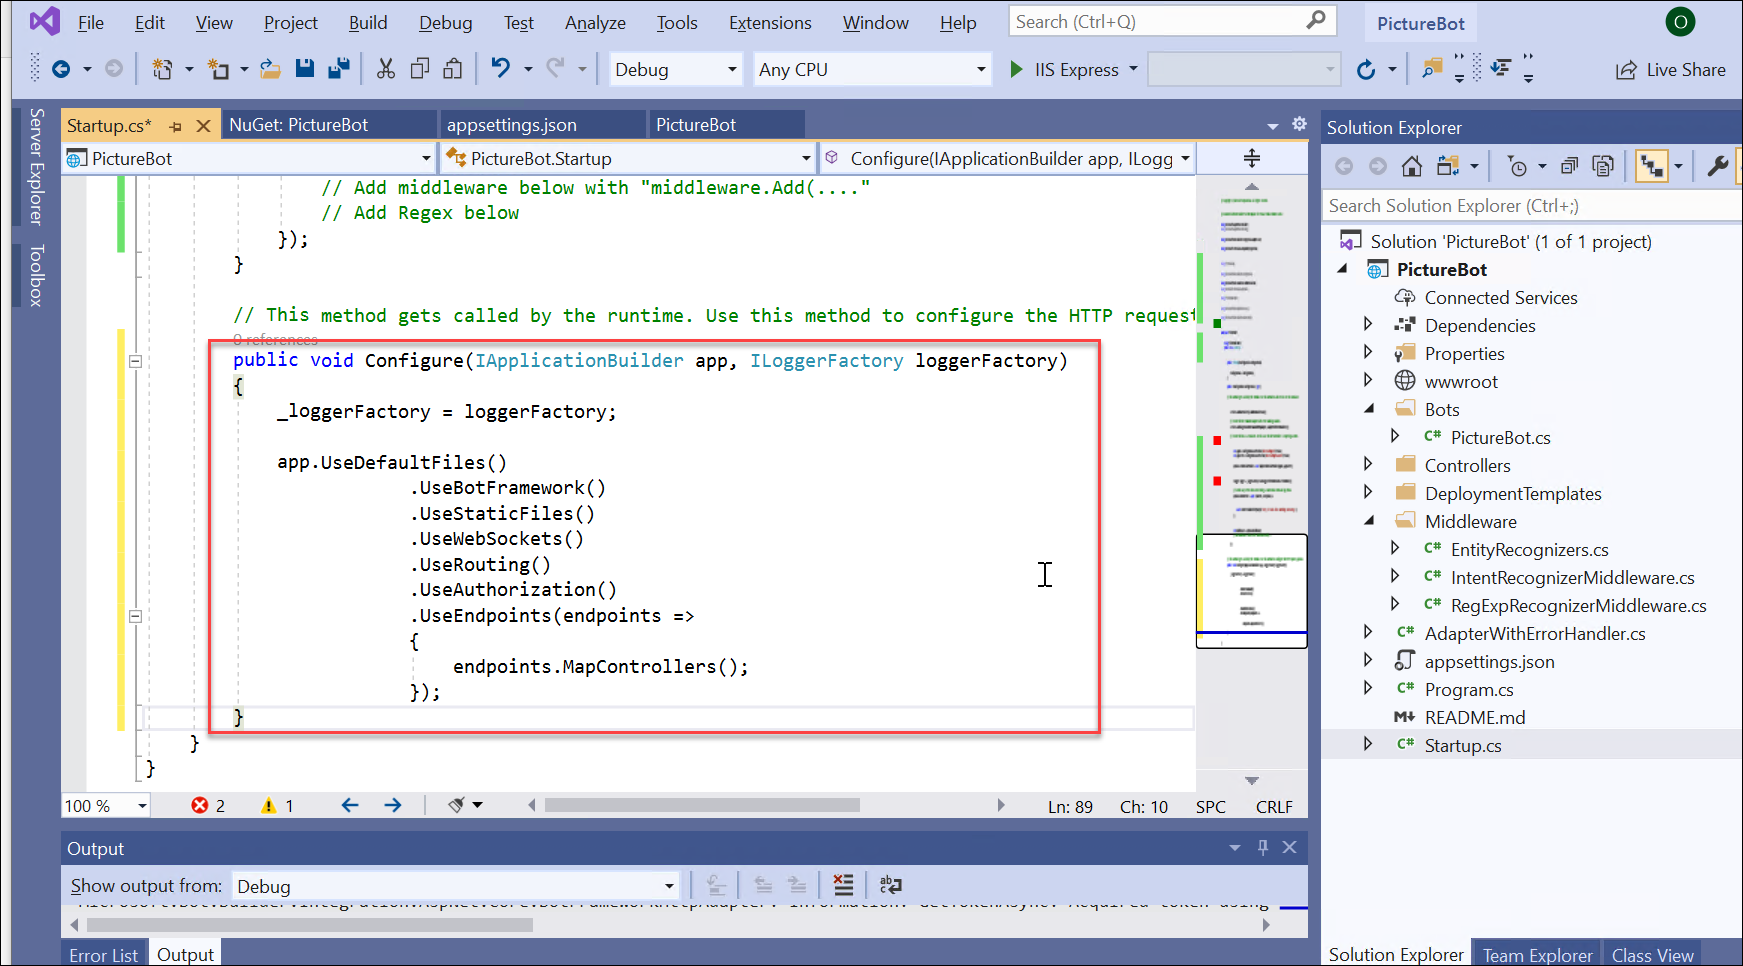 File Edit View Project Build Debug Test Analyze Tools Extensions Window Help Search (Ctrl+Q) PictureBot O
Debug Any CPU IIS Express Live Share
Server Explorer
Toolbox
Startup.cs* NuGet: PictureBot appsettings.json PictureBot
PictureBot PictureBot.Startup Configure(IApplicationBuilder app, ILogg
// Add middleware below with "middleware.Add(...."
// Add Regex below
});
}
// This method gets called by the runtime. Use this method to configure the HTTP request
0 references
public void Configure(IApplicationBuilder app, ILoggerFactory loggerFactory)
{
_loggerFactory = loggerFactory;
app.UseDefaultFiles()
.UseBotFramework()
.UseStaticFiles()
.UseWebSockets()
.UseRouting()
.UseAuthorization()
.UseEndpoints(endpoints =>
{
endpoints.MapControllers();
});
}
}
}
100 % 2 1 Ln: 89 Ch: 10 SPC CRLF
Output
Show output from: Debug
Error List Output
Solution Explorer
Search Solution Explorer (Ctrl+;)
Solution 'PictureBot' (1 of 1 project)
PictureBot
Connected Services
Dependencies
Properties
wwwroot
Bots
C# PictureBot.cs
Controllers
DeploymentTemplates
Middleware
C# EntityRecognizers.cs
C# IntentRecognizerMiddleware.cs
C# RegExpRecognizerMiddleware.cs
C# AdapterWithErrorHandler.cs
appsettings.json
C# Program.cs
M README.md
C# Startup.cs
Solution Explorer Team Explorer Class View